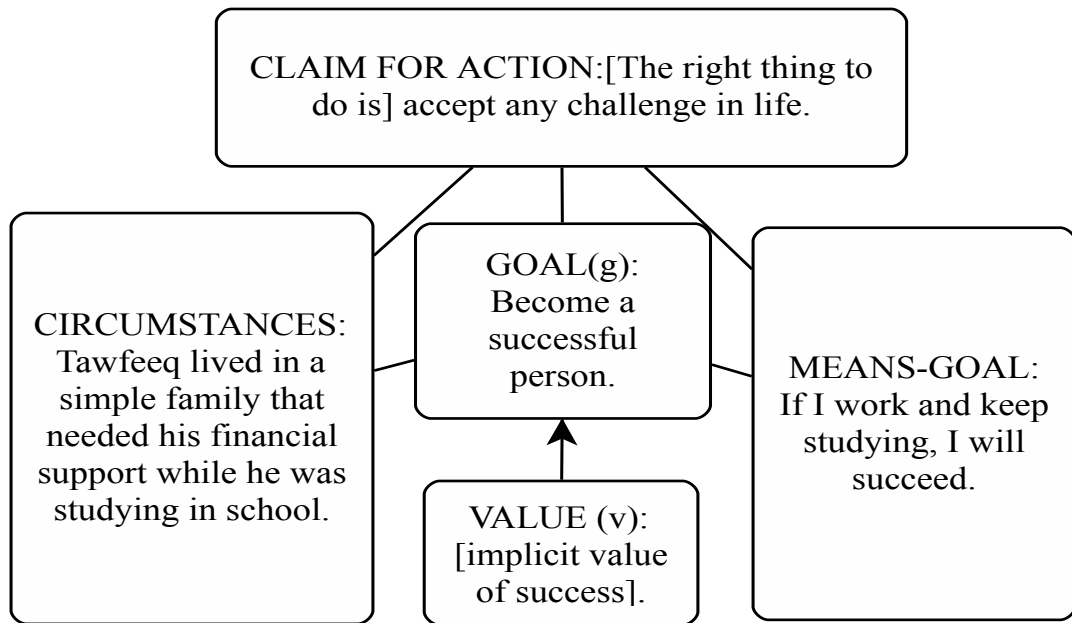 CLAIM FOR ACTION:[The right thing to
do is] accept any challenge in life.
CIRCUMSTANCES:
Tawfeeq lived in a
simple family that
needed his financial
support while he was
studying in school.
GOAL(g):
Become a
successful
person.
MEANS-GOAL:
If I work and keep
studying, I will
succeed.
VALUE (v):
[implicit value
of success].